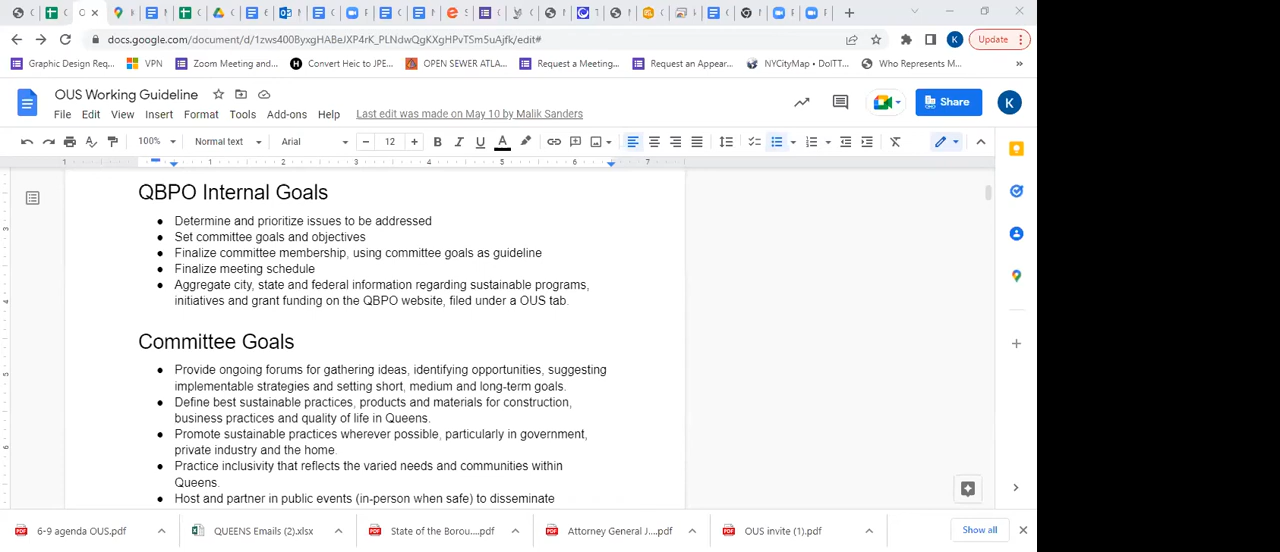 docs.google.com/document/d/1zws4008yxgHABeJXP4rK_PLNdwQgKXgHPvTSm5uAjfk/edit#
Update
Graphic Design Req...
VPN
Zoom Meeting and...
Convert Heic to JPE...
OPEN SEWER ATLA...
Request a Meeting...
Request an Appear...
NYCityMap • DoITT...
Who Represents M...
OUS Working Guideline
File Edit View Insert Format Tools Add-ons Help Last edit was made on May 10 by Malik Sanders
Share
K
100% Normal text Arial 12
QBPO Internal Goals
● Determine and prioritize issues to be addressed
● Set committee goals and objectives
● Finalize committee membership, using committee goals as guideline
● Finalize meeting schedule
● Aggregate city, state and federal information regarding sustainable programs,
initiatives and grant funding on the QBPO website, filed under a OUS tab.
Committee Goals
● Provide ongoing forums for gathering ideas, identifying opportunities, suggesting
implementable strategies and setting short, medium and long-term goals.
● Define best sustainable practices, products and materials for construction,
business practices and quality of life in Queens.
● Promote sustainable practices wherever possible, particularly in government,
private industry and the home.
● Practice inclusivity that reflects the varied needs and communities within
Queens.
● Host and partner in public events (in-person when safe) to disseminate
6-9 agenda OUS.pdf
QUEENS Emails (2).xlsx
State of the Borou....pdf
Attorney General J....pdf
OUS invite (1).pdf
Show all